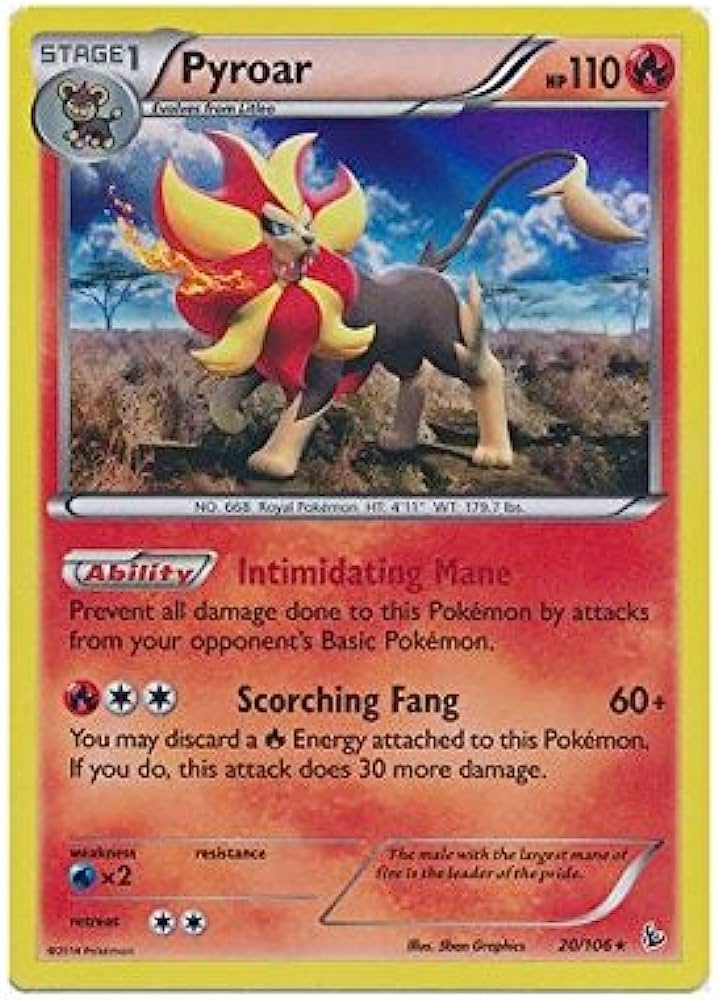 STAGE 1
Pyroar
HP 110
Evolves from Litleo
NO. 668 Royal Pokémon HT: 4'11" WT: 179.7 lbs.
Ability Intimidating Mane
Prevent all damage done to this Pokémon by attacks
from your opponent's Basic Pokémon.
Scorching Fang 60+
You may discard a Energy attached to this Pokémon.
If you do, this attack does 30 more damage.
weakness resistance
×2
The male with the largest mane of
fire is the leader of the pride.
retreat
©2014 Pokémon
Illus. 5ban Graphics
20/106